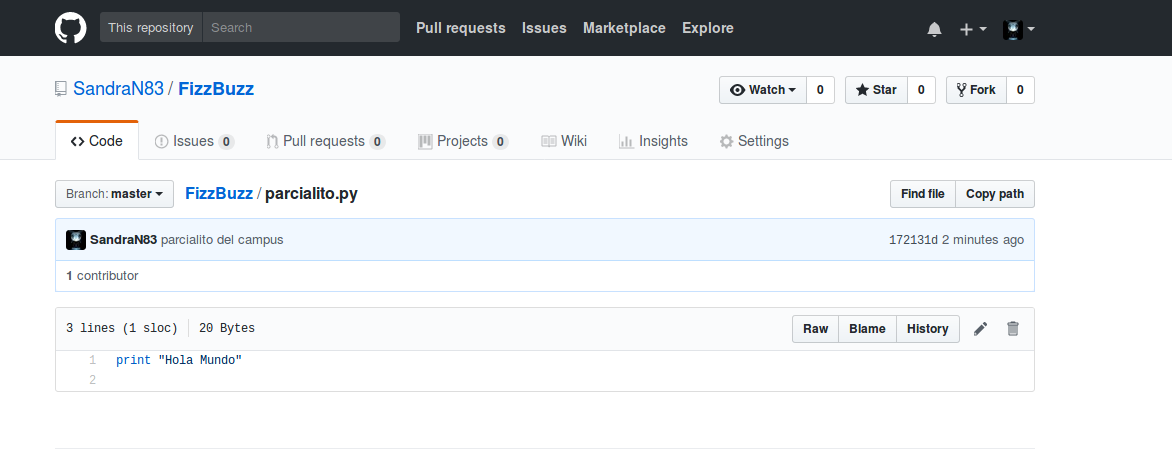 This repository Search Pull requests Issues Marketplace Explore
SandraN83 / FizzBuzz Watch 0 Star 0 Fork 0
Code Issues 0 Pull requests 0 Projects 0 Wiki Insights Settings
Branch: master FizzBuzz / parcialito.py Find file Copy path
SandraN83 parcialito del campus 172131d 2 minutes ago
1 contributor
3 lines (1 sloc) 20 Bytes Raw Blame History
1 print "Hola Mundo"
2